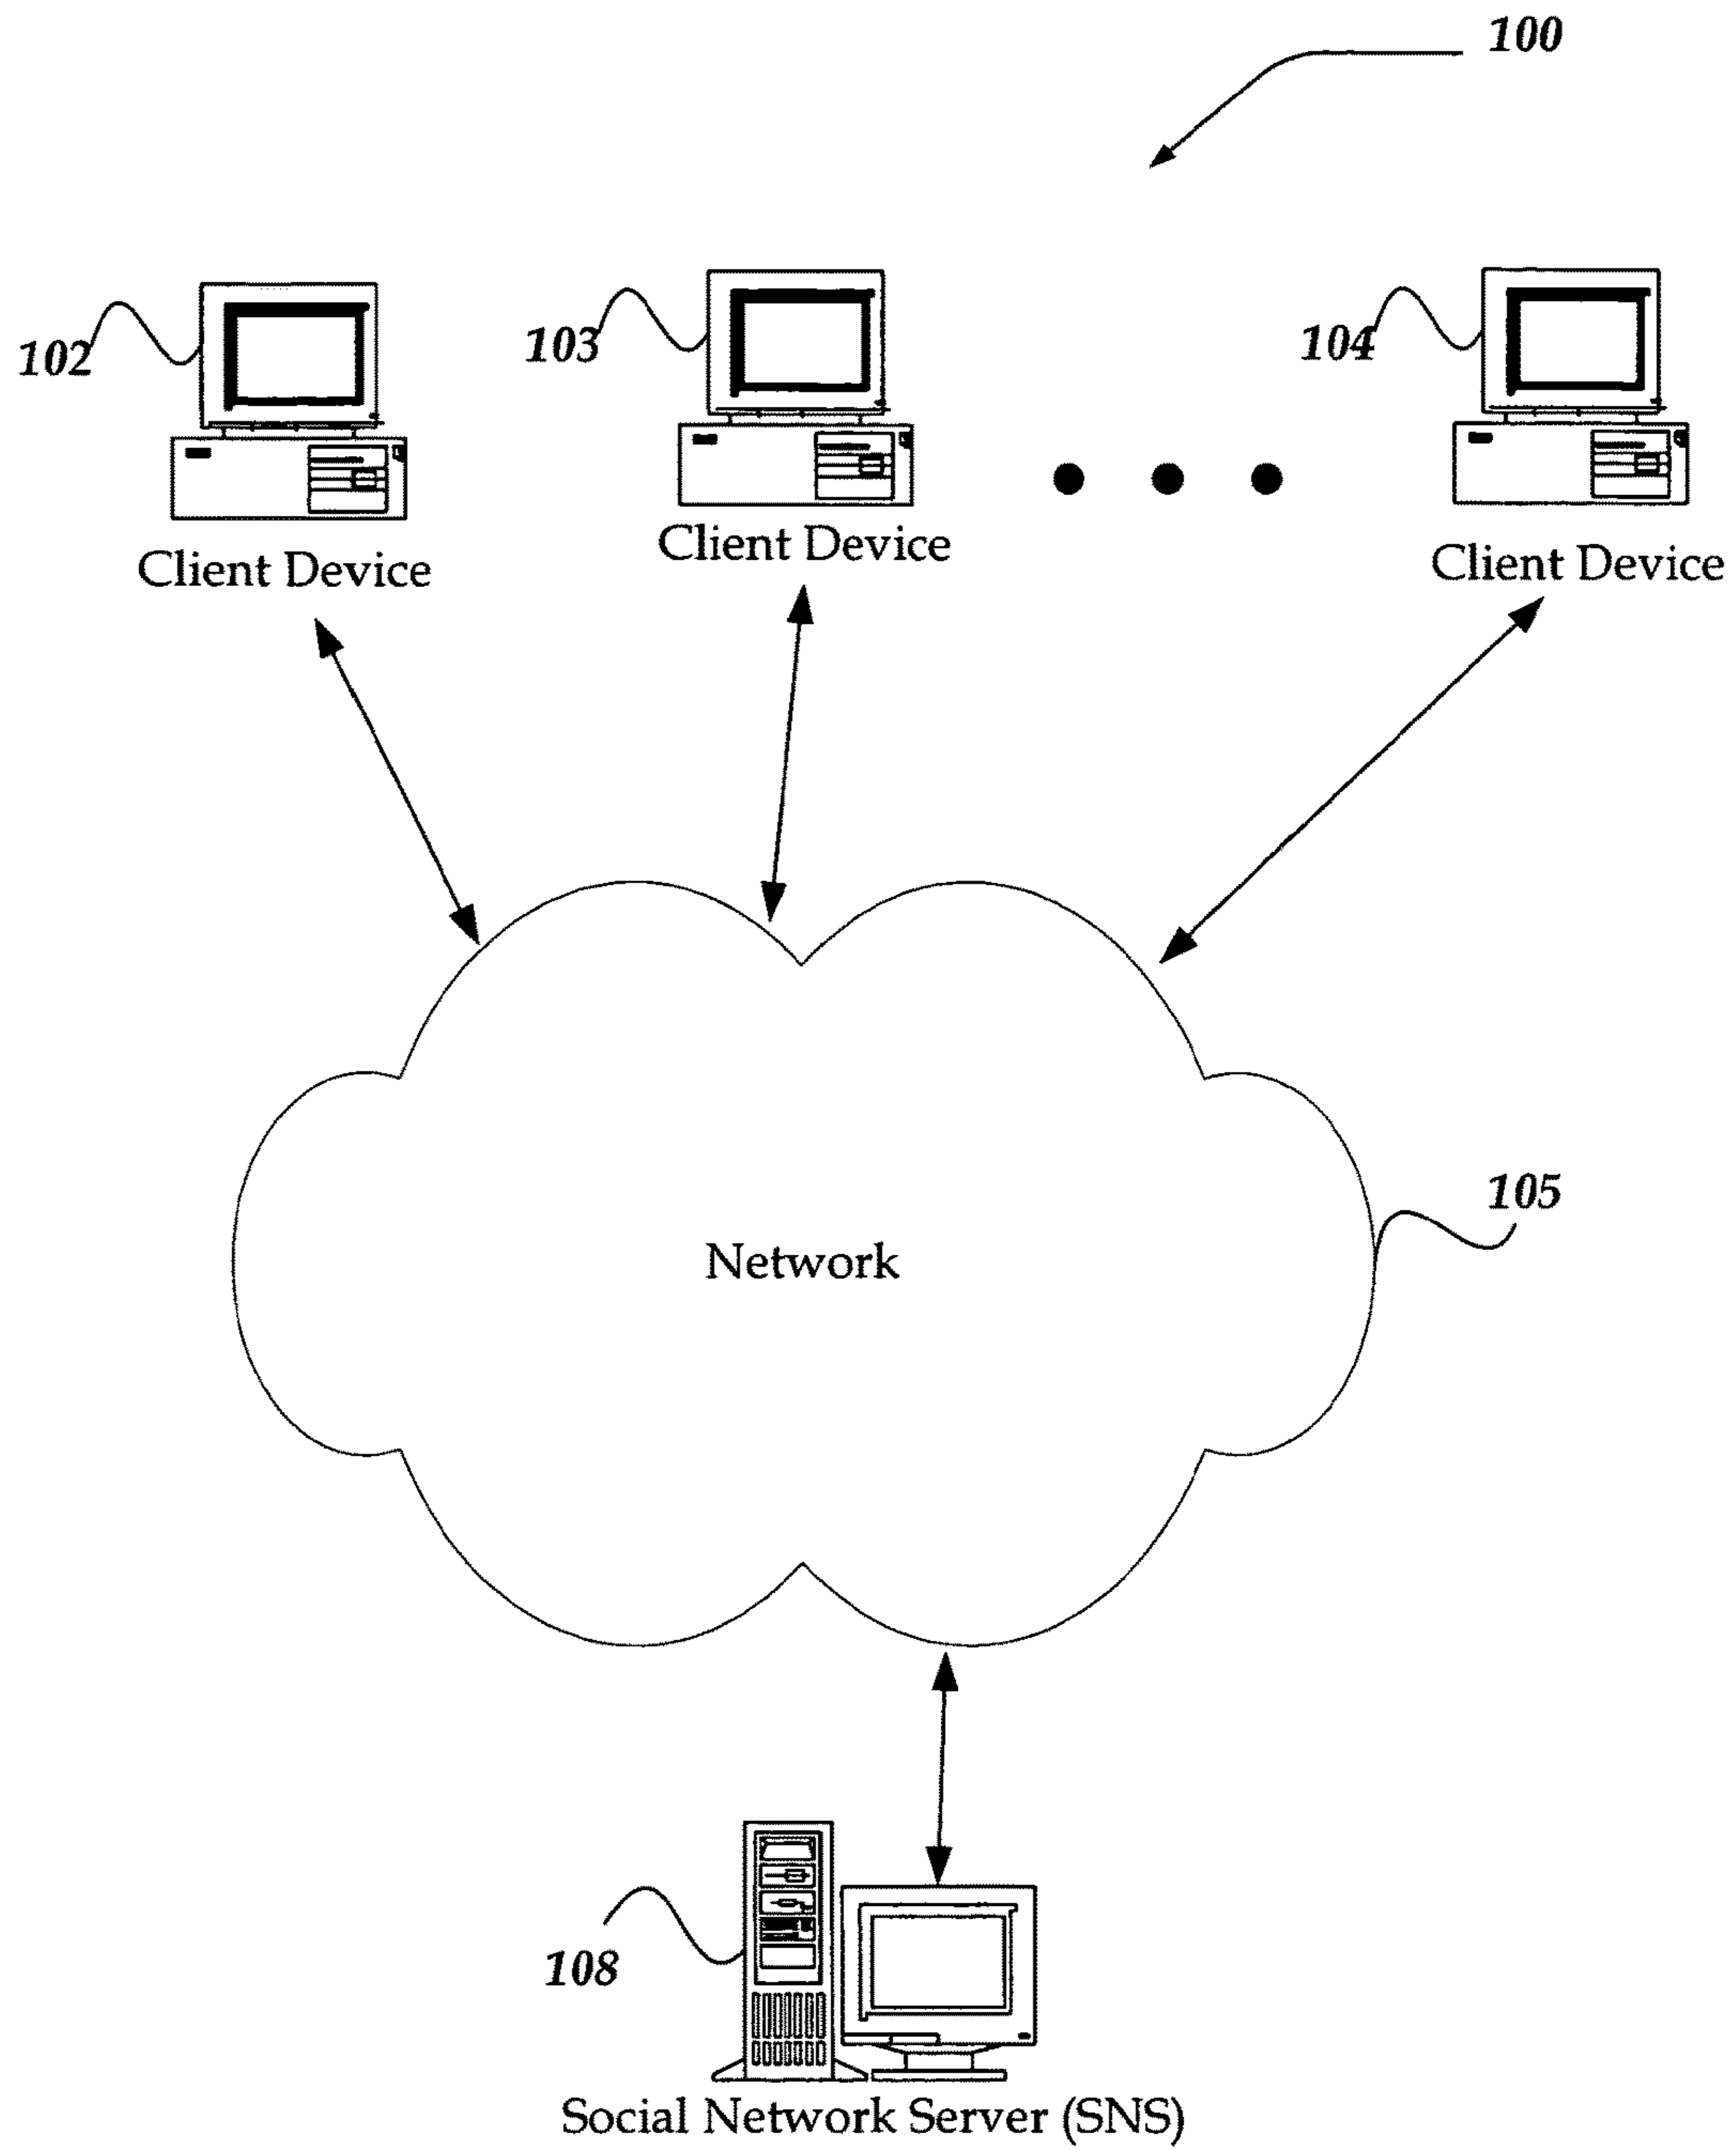 100
102
103
104
Client Device
Client Device
Client Device
105
Network
108
Social Network Server (SNS)